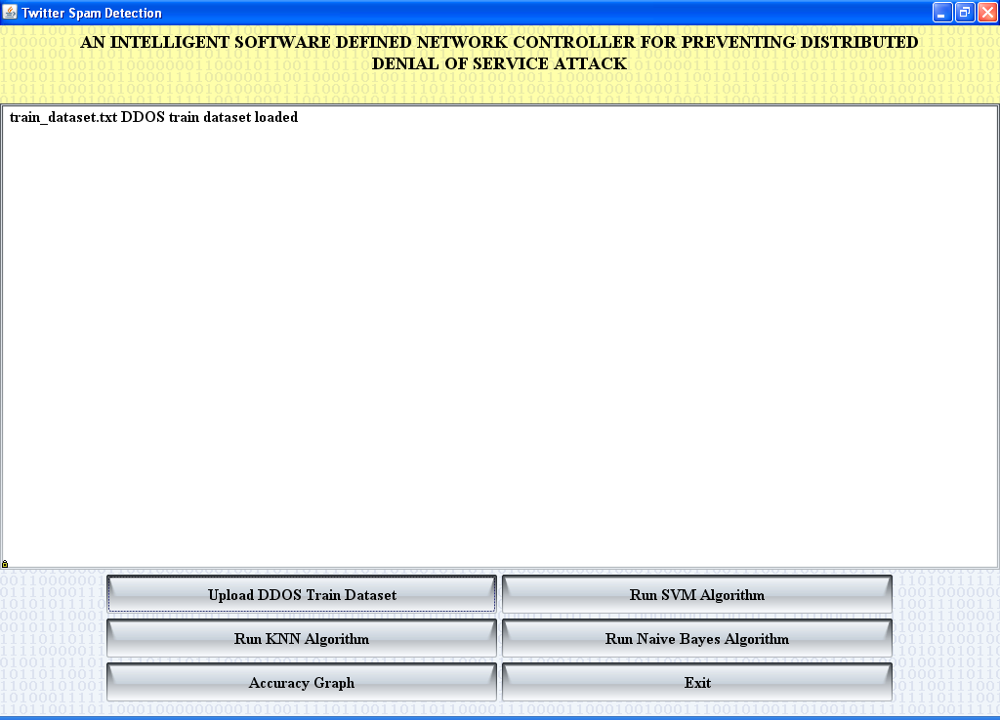 Twitter Spam Detection
AN INTELLIGENT SOFTWARE DEFINED NETWORK CONTROLLER FOR PREVENTING DISTRIBUTED
DENIAL OF SERVICE ATTACK
train_dataset.txt DDOS train dataset loaded
Upload DDOS Train Dataset
Run SVM Algorithm
Run KNN Algorithm
Run Naive Bayes Algorithm
Accuracy Graph
Exit